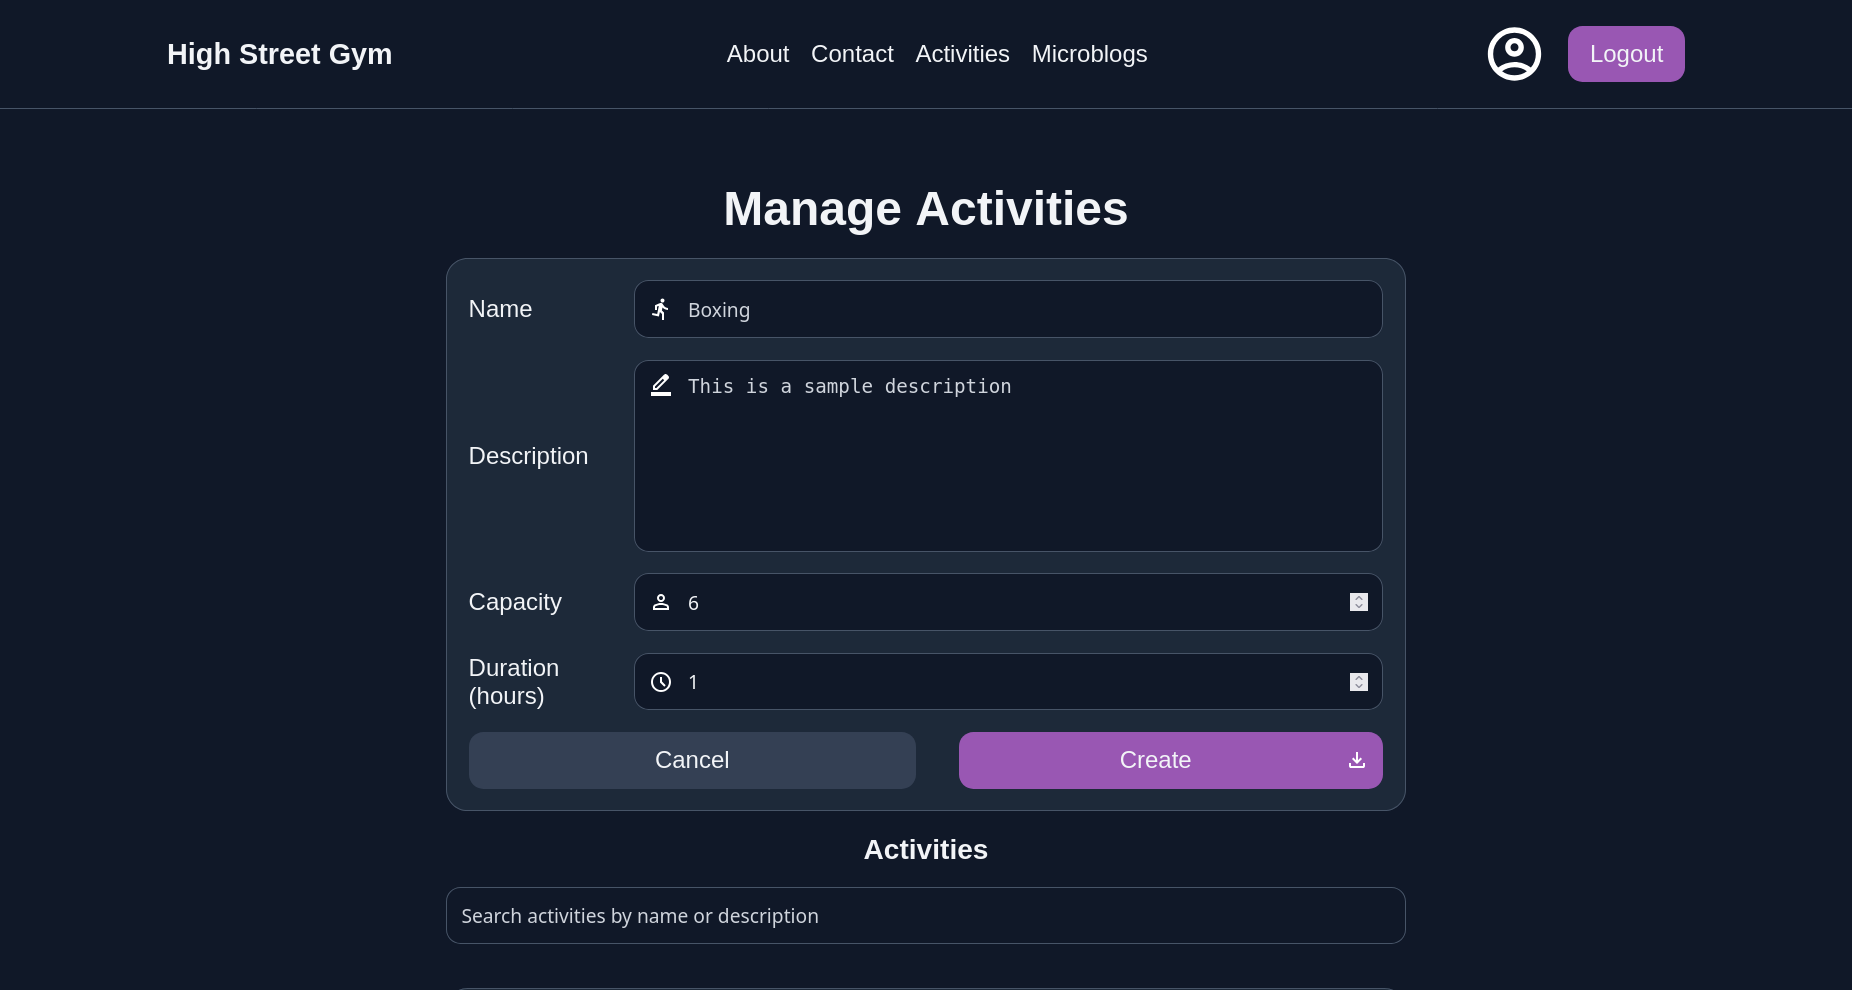 High Street Gym
About Contact Activities Microblogs
Logout
Manage Activities
Name
Boxing
Description
This is a sample description
Capacity
6
Duration
(hours)
1
Cancel
Create
Activities
Search activities by name or description